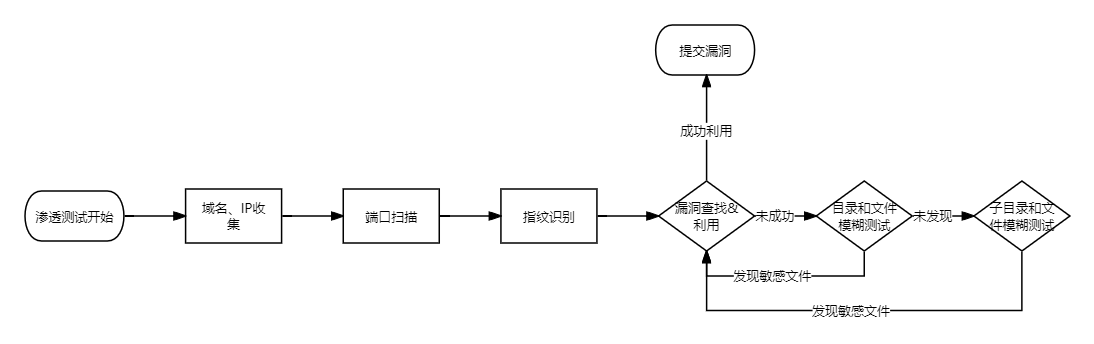 提交漏洞
成功利用
渗透测试开始
域名、IP收
集
端口扫描
指纹识别
漏洞查找&
利用
未成功
目录和文件
模糊测试
未发现
子目录和文
件模糊测试
发现敏感文件
发现敏感文件